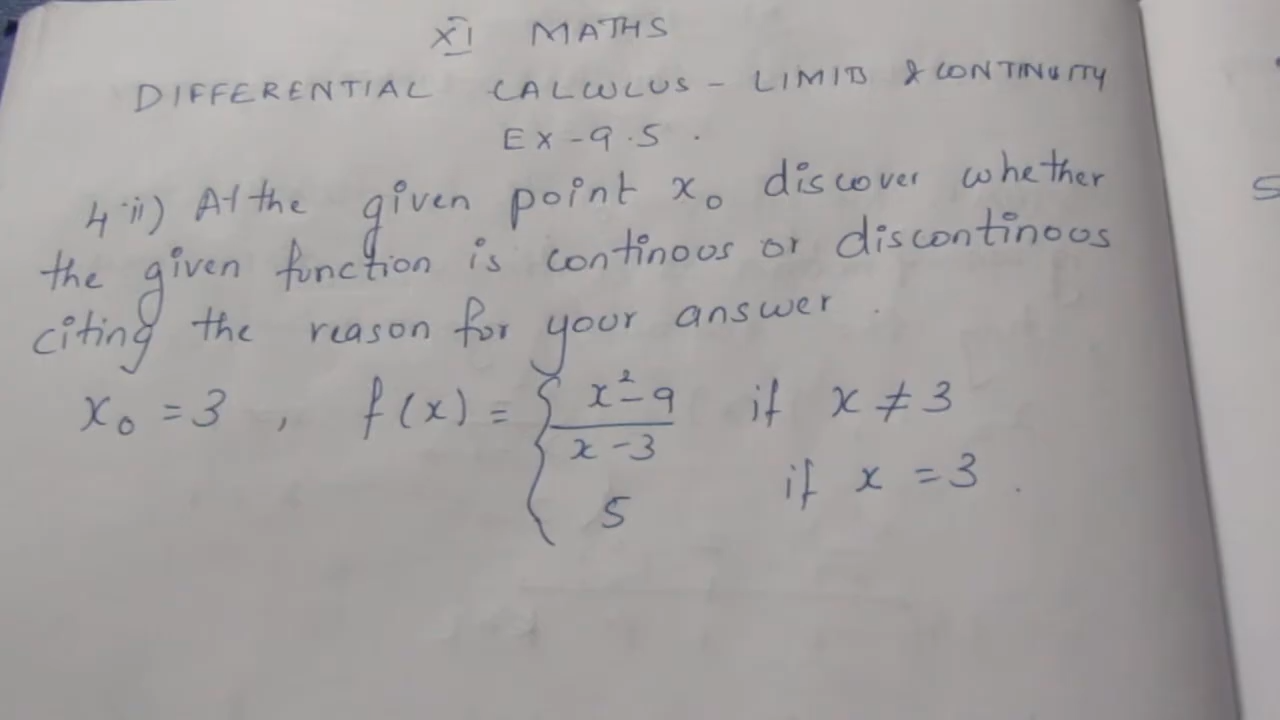 XI MATHS
DIFFERENTIAL CALCULUS - LIMITS & CONTINUITY
EX-9.5.
4.ii) At the given point x₀ discover whether
the given function is continoos or discontinoos
citing the reason for your answer.
x₀ = 3, f(x) = { x²-9 / x-3 if x ≠ 3
5 if x = 3.